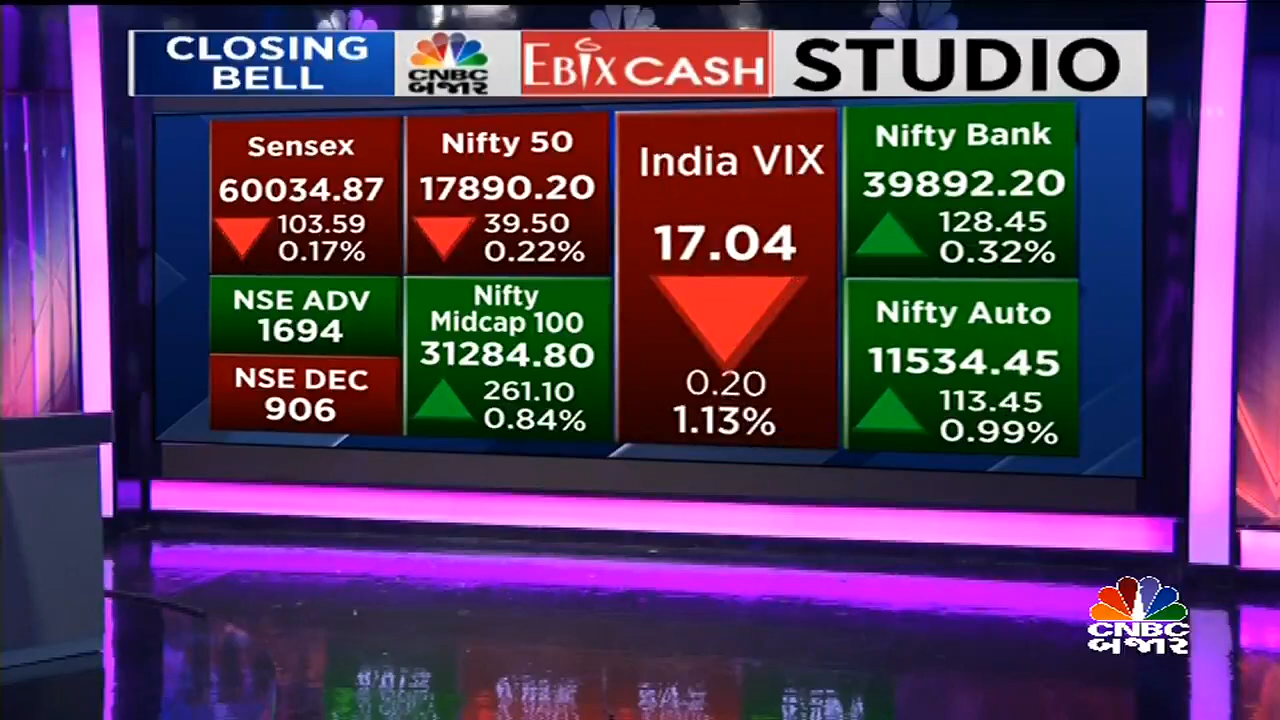 CLOSING
BELL
CNBC
બજાર
EBIXCASH
STUDIO
Sensex
60034.87
103.59
0.17%
Nifty 50
17890.20
39.50
0.22%
India VIX
17.04
0.20
1.13%
Nifty Bank
39892.20
128.45
0.32%
NSE ADV
1694
NSE DEC
906
Nifty
Midcap 100
31284.80
261.10
0.84%
Nifty Auto
11534.45
113.45
0.99%
CNBC
બજાર